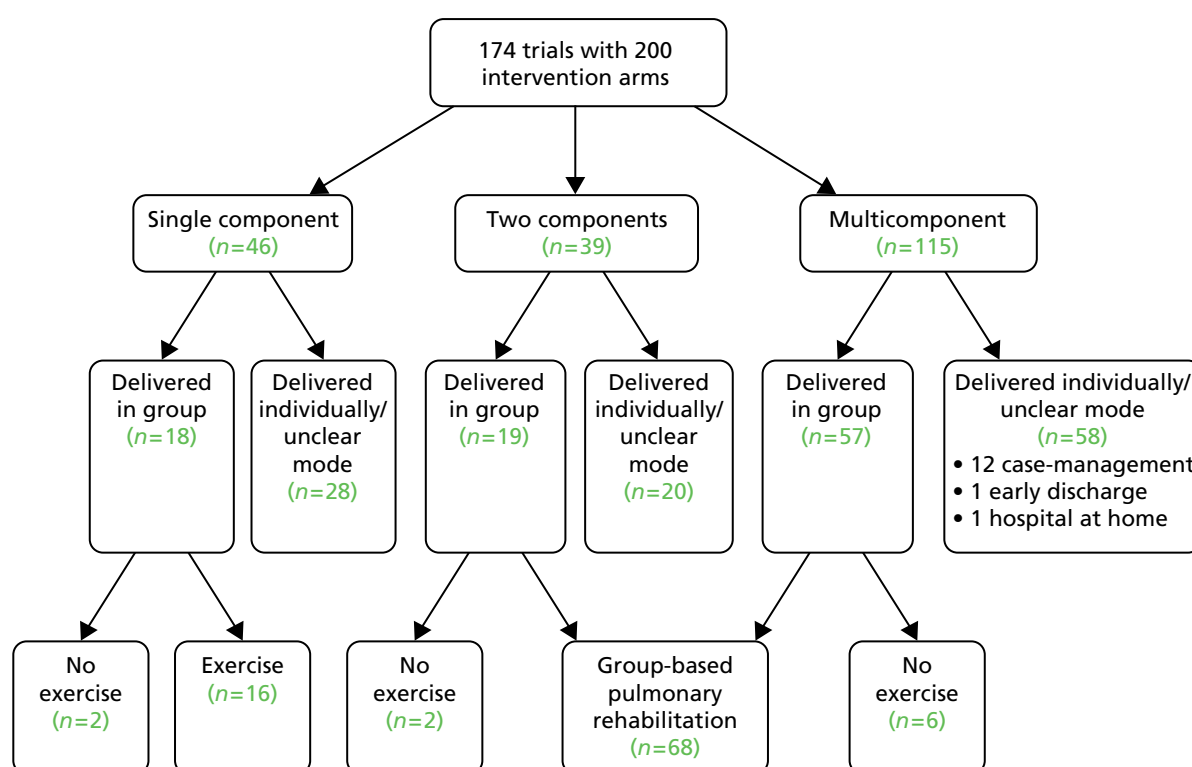 174 trials with 200
intervention arms
Single component
(n=46)
Two components
(n=39)
Multicomponent
(n=115)
Delivered
in group
(n=18)
Delivered
individually/
unclear
mode
(n=28)
Delivered
in group
(n=19)
Delivered
individually/
unclear
mode
(n=20)
Delivered
in group
(n=57)
Delivered individually/
unclear mode
(n=58)
• 12 case-management
• 1 early discharge
• 1 hospital at home
No
exercise
(n=2)
Exercise
(n=16)
No
exercise
(n=2)
Group-based
pulmonary
rehabilitation
(n=68)
No
exercise
(n=6)